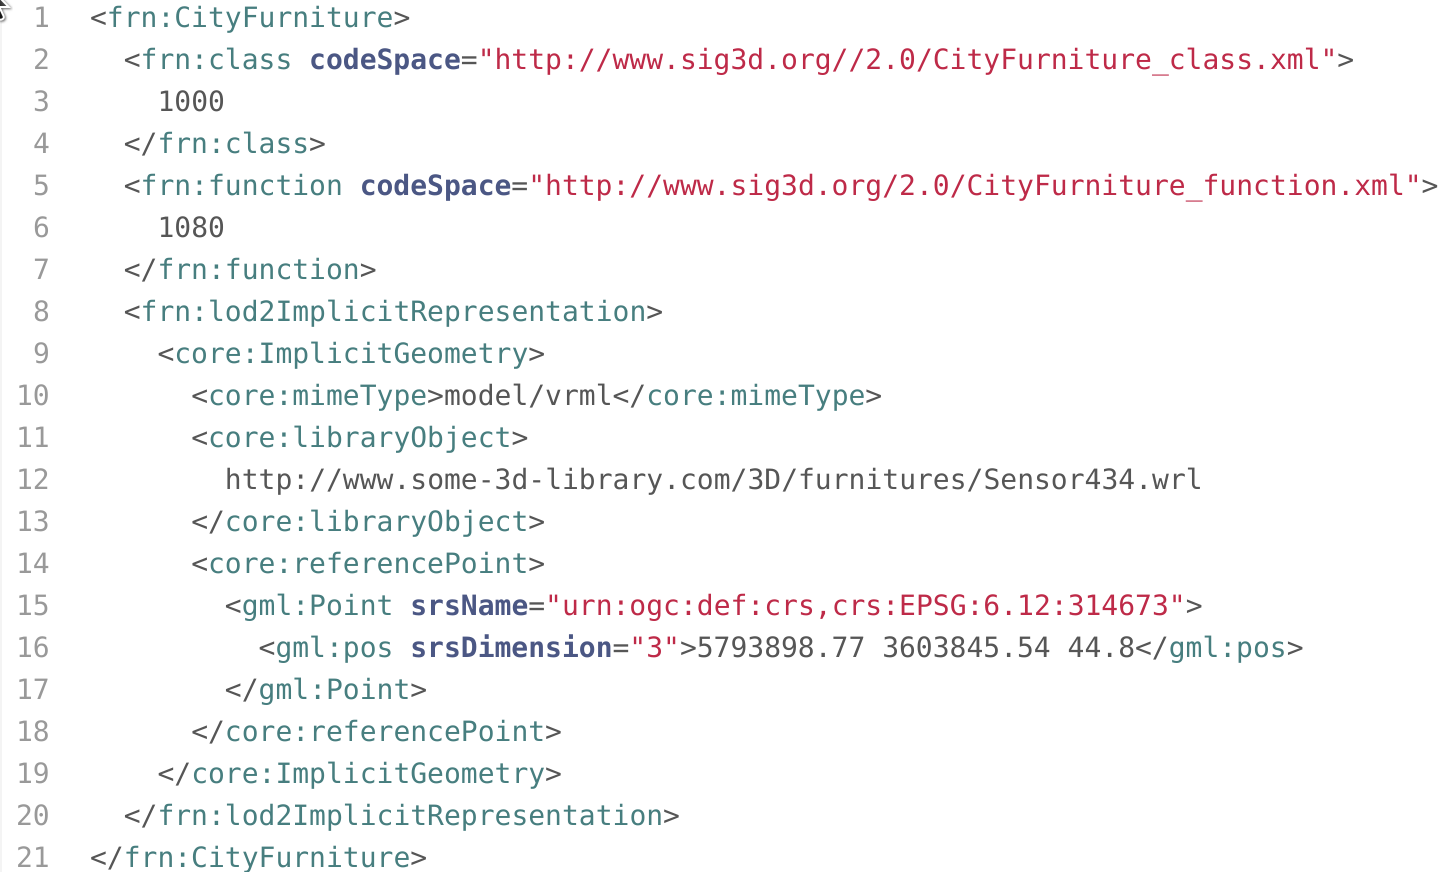 1 <frn:CityFurniture>
2   <frn:class codeSpace="http://www.sig3d.org//2.0/CityFurniture_class.xml">
3     1000
4   </frn:class>
5   <frn:function codeSpace="http://www.sig3d.org/2.0/CityFurniture_function.xml">
6     1080
7   </frn:function>
8   <frn:lod2ImplicitRepresentation>
9     <core:ImplicitGeometry>
10       <core:mimeType>model/vrml</core:mimeType>
11       <core:libraryObject>
12         http://www.some-3d-library.com/3D/furnitures/Sensor434.wrl
13       </core:libraryObject>
14       <core:referencePoint>
15         <gml:Point srsName="urn:ogc:def:crs,crs:EPSG:6.12:314673">
16           <gml:pos srsDimension="3">5793898.77 3603845.54 44.8</gml:pos>
17         </gml:Point>
18       </core:referencePoint>
19     </core:ImplicitGeometry>
20   </frn:lod2ImplicitRepresentation>
21 </frn:CityFurniture>